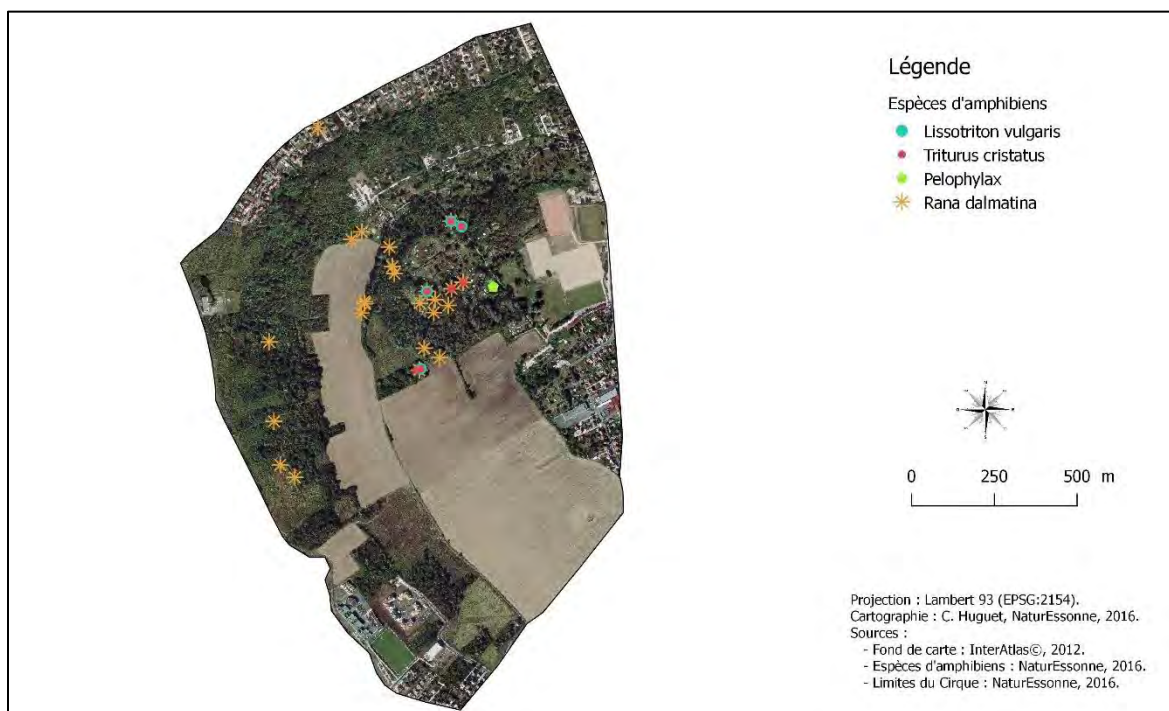 Légende
Espèces d'amphibiens
Lissotriton vulgaris
Triturus cristatus
Pelophylax
Rana dalmatina
0 250 500 m
Projection : Lambert 93 (EPSG:2154).
Cartographie : C. Huguet, NaturEssonne, 2016.
Sources :
- Fond de carte : InterAtlas©, 2012.
- Espèces d'amphibiens : NaturEssonne, 2016.
- Limites du Cirque : NaturEssonne, 2016.